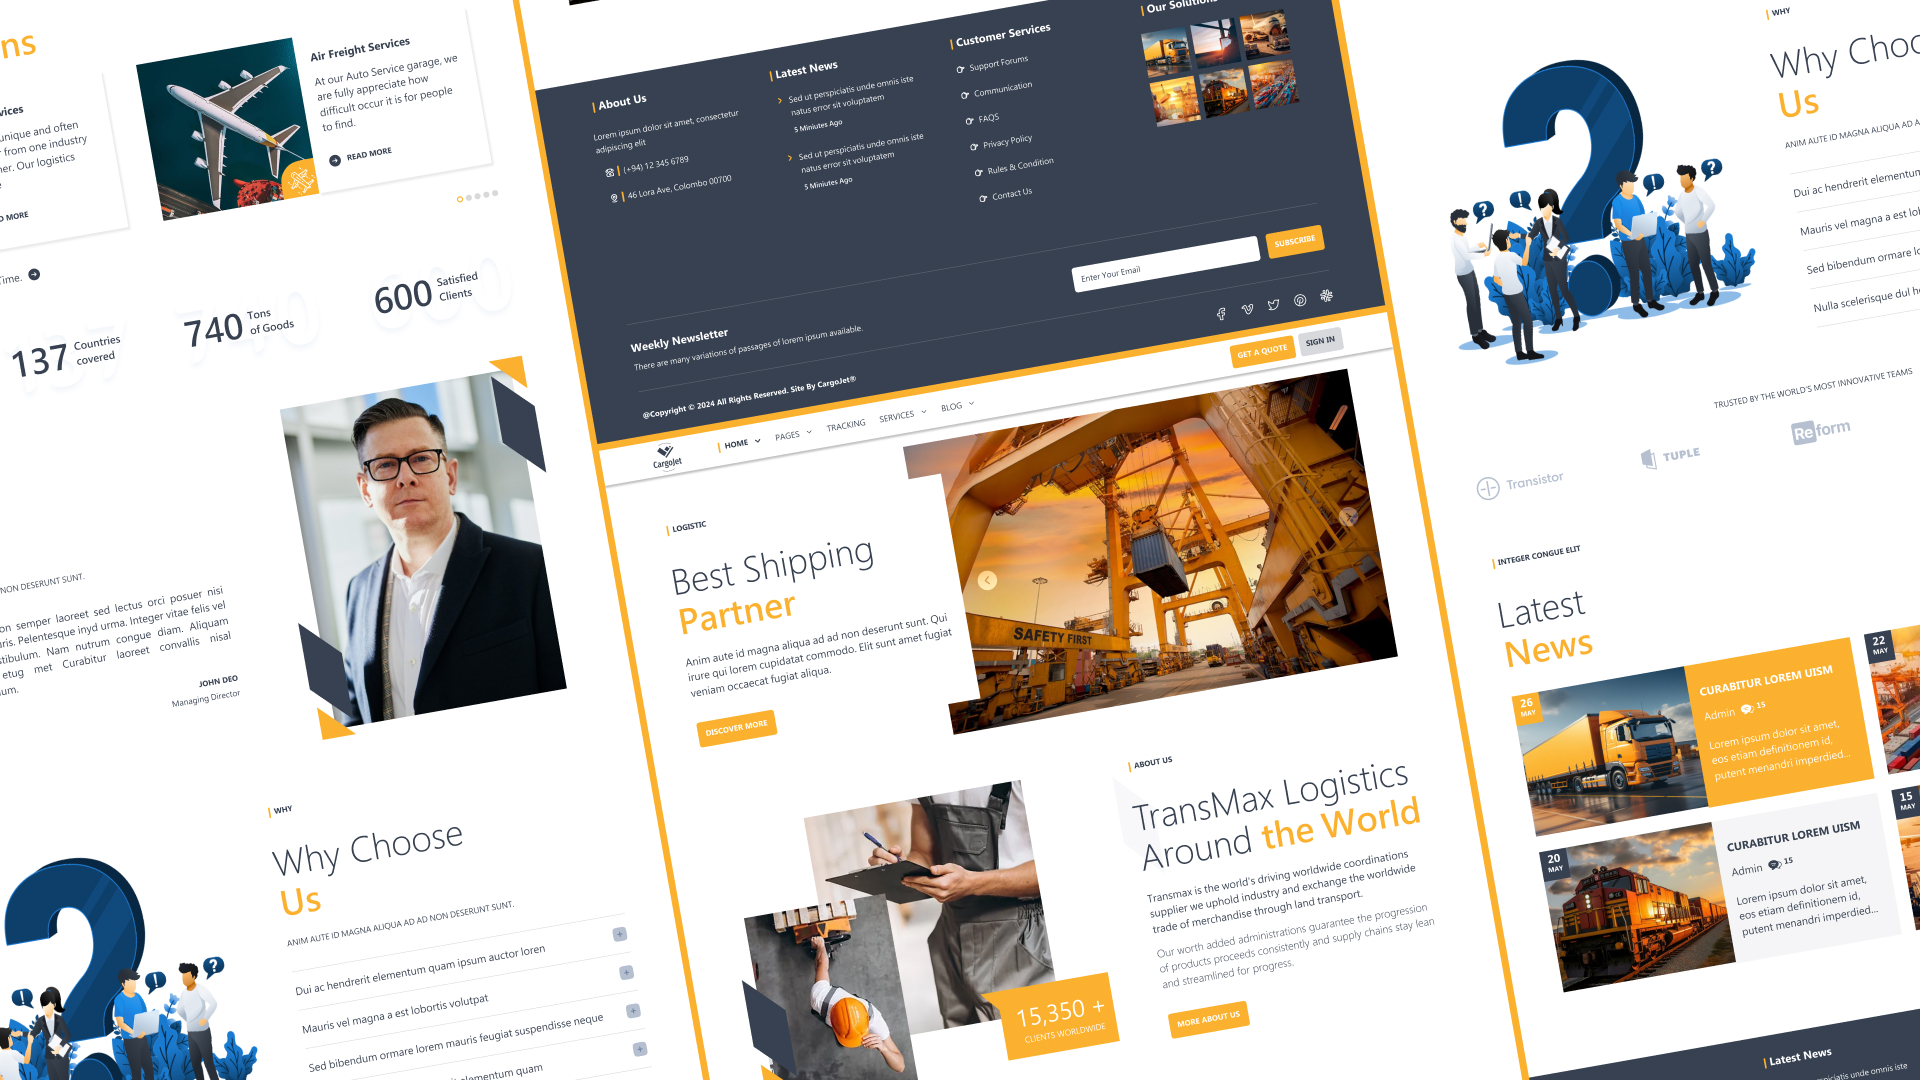 ns
vices
unique and often
from one industry
ner. Our logistics
MORE
Air Freight Services
At our Auto Service garage, we
are fully appreciate how
difficult occur it is for people
to find.
READ MORE
Time.
137 Countries
covered
740 Tons
of Goods
600 Satisfied
Clients
NON DESERUNT SUNT.
on semper laoreet sed lectus orci posuer nisi
ris. Pelentesque inyd urma. Integer vitae felis vel
stibulum. Nam nutrum congue diam. Aliquam
etug met Curabitur laoreet convallis nisal
um.
JOHN DEO
Managing Director
WHY
Why Choose
Us
ANIM AUTE ID MAGNA ALIQUA AD AD NON DESERUNT SUNT.
Dui ac hendrerit elementum quam ipsum auctor loren
Mauris vel magna a est lobortis volutpat
Sed bibendum ornare lorem mauris feugiat suspendisse neque
elementum quam
About Us
Lorem ipsum dolor sit amet, consectetur
adipiscing elit
(+94) 12 345 6789
46 Lora Ave, Colombo 00700
Latest News
Sed ut perspiciatis unde omnis iste
natus error sit voluptatem
5 Miniutes Ago
Sed ut perspiciatis unde omnis iste
natus error sit voluptatem
5 Miniutes Ago
Customer Services
Support Forums
Communication
FAQS
Privacy Policy
Rules & Condition
Contact Us
Our Solutions
Weekly Newsletter
There are many variations of passages of lorem ipsum available.
Enter Your Email
SUBSCRIBE
@Copyright © 2024 All Rights Reserved. Site By CargoJet®
GET A QUOTE
SIGN IN
CargoJet
HOME
PAGES
TRACKING
SERVICES
BLOG
LOGISTIC
Best Shipping
Partner
Anim aute id magna aliqua ad ad non deserunt sunt. Qui
irure qui lorem cupidatat commodo. Elit sunt amet fugiat
veniam occaecat fugiat aliqua.
DISCOVER MORE
SAFETY FIRST
15,350 +
CLIENTS WORLDWIDE
ABOUT US
TransMax Logistics
Around the World
Transmax is the world's driving worldwide coordinations
supplier we uphold industry and exchange the worldwide
trade of merchandise through land transport.
Our worth added administrations guarantee the progression
of products proceeds consistently and supply chains stay lean
and streamlined for progress.
MORE ABOUT US
WHY
Why Choo
Us
ANIM AUTE ID MAGNA ALIQUA AD A
Dui ac hendrerit elementum
Mauris vel magna a est lob
Sed bibendum ornare lo
Nulla scelerisque dul he
TRUSTED BY THE WORLD'S MOST INNOVATIVE TEAMS
Transistor
TUPLE
Reform
INTEGER CONGUE ELIT
Latest
News
26
MAY
CURABITUR LOREM UISM
Admin 15
Lorem ipsum dolor sit amet,
eos etiam definitionem id,
putent menandri imperdied...
22
MAY
20
MAY
CURABITUR LOREM UISM
Admin 15
Lorem ipsum dolor sit amet,
eos etiam definitionem id,
putent menandri imperdied...
15
MAY
Latest News
spiciatis unde omnis iste